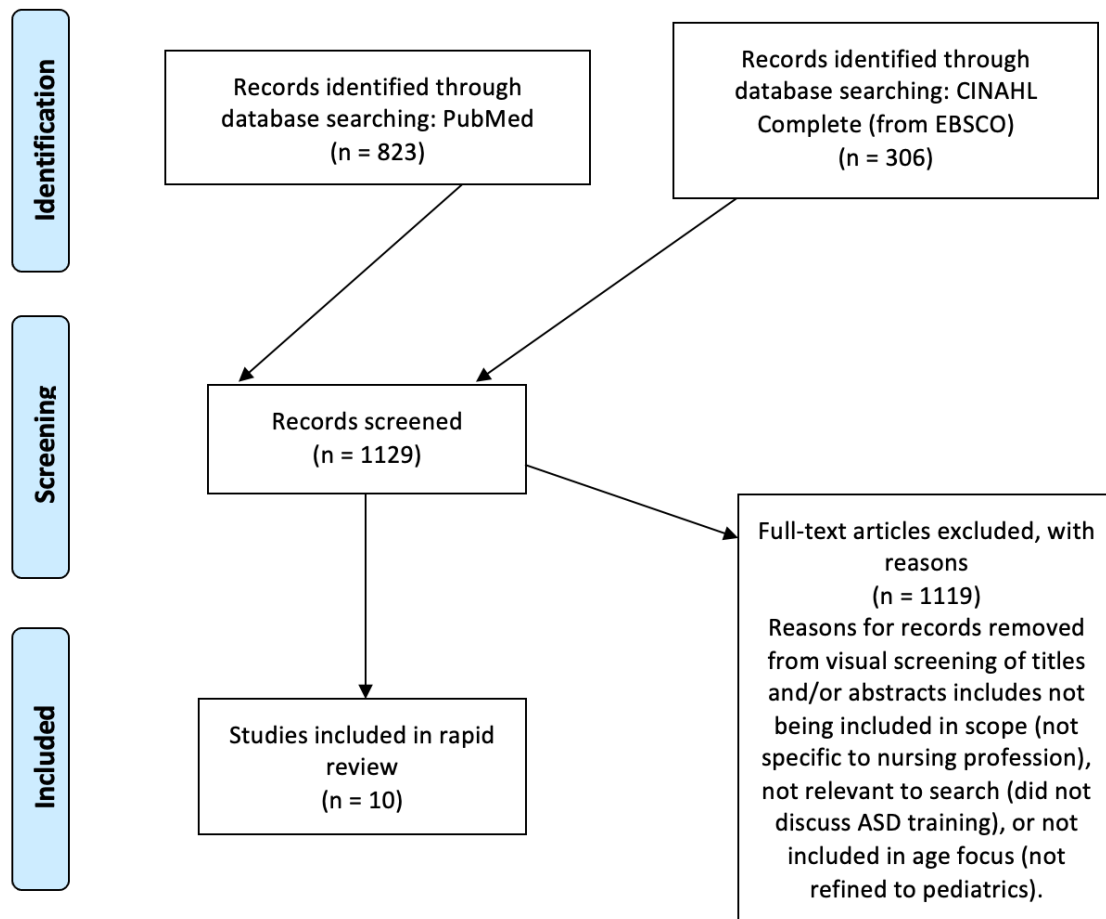 Identification
Records identified through
database searching: PubMed
(n = 823)
Records identified through
database searching: CINAHL
Complete (from EBSCO)
(n = 306)
Screening
Records screened
(n = 1129)
Full-text articles excluded, with
reasons
(n = 1119)
Reasons for records removed
from visual screening of titles
and/or abstracts includes not
being included in scope (not
specific to nursing profession),
not relevant to search (did not
discuss ASD training), or not
included in age focus (not
refined to pediatrics).
Included
Studies included in rapid
review
(n = 10)